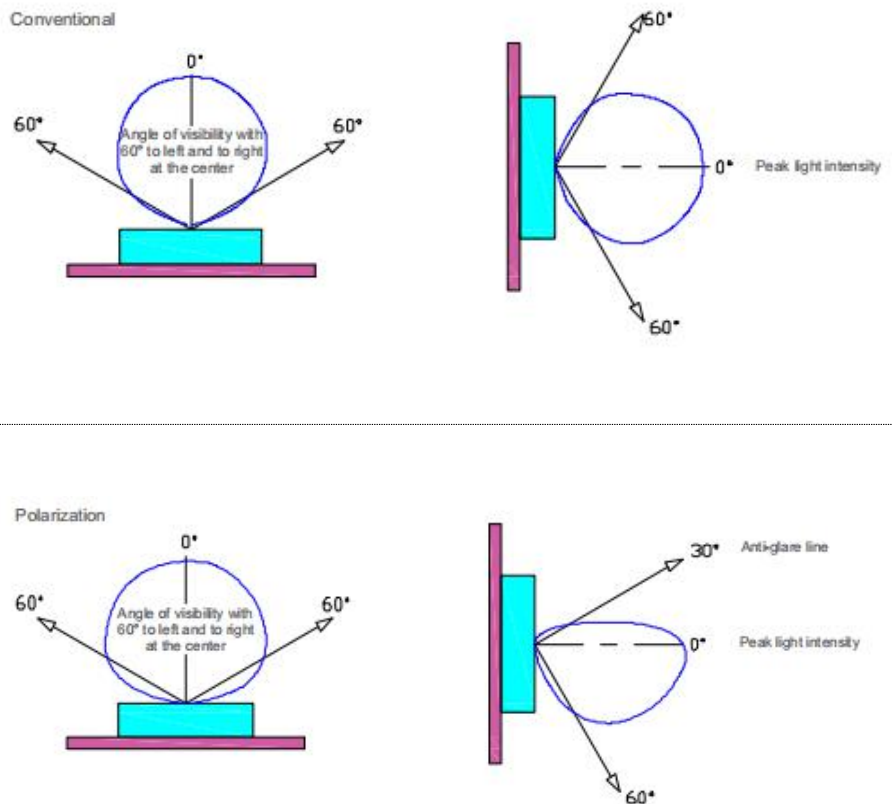 Conventional
0°
60°
60°
Angle of visibility with
60° to left and to right
at the center
60°
0°
Peak light intensity
60°
Polarization
0°
60°
60°
Angle of visibility with
60° to left and to right
at the center
30°
Anti-glare line
0°
Peak light intensity
60°